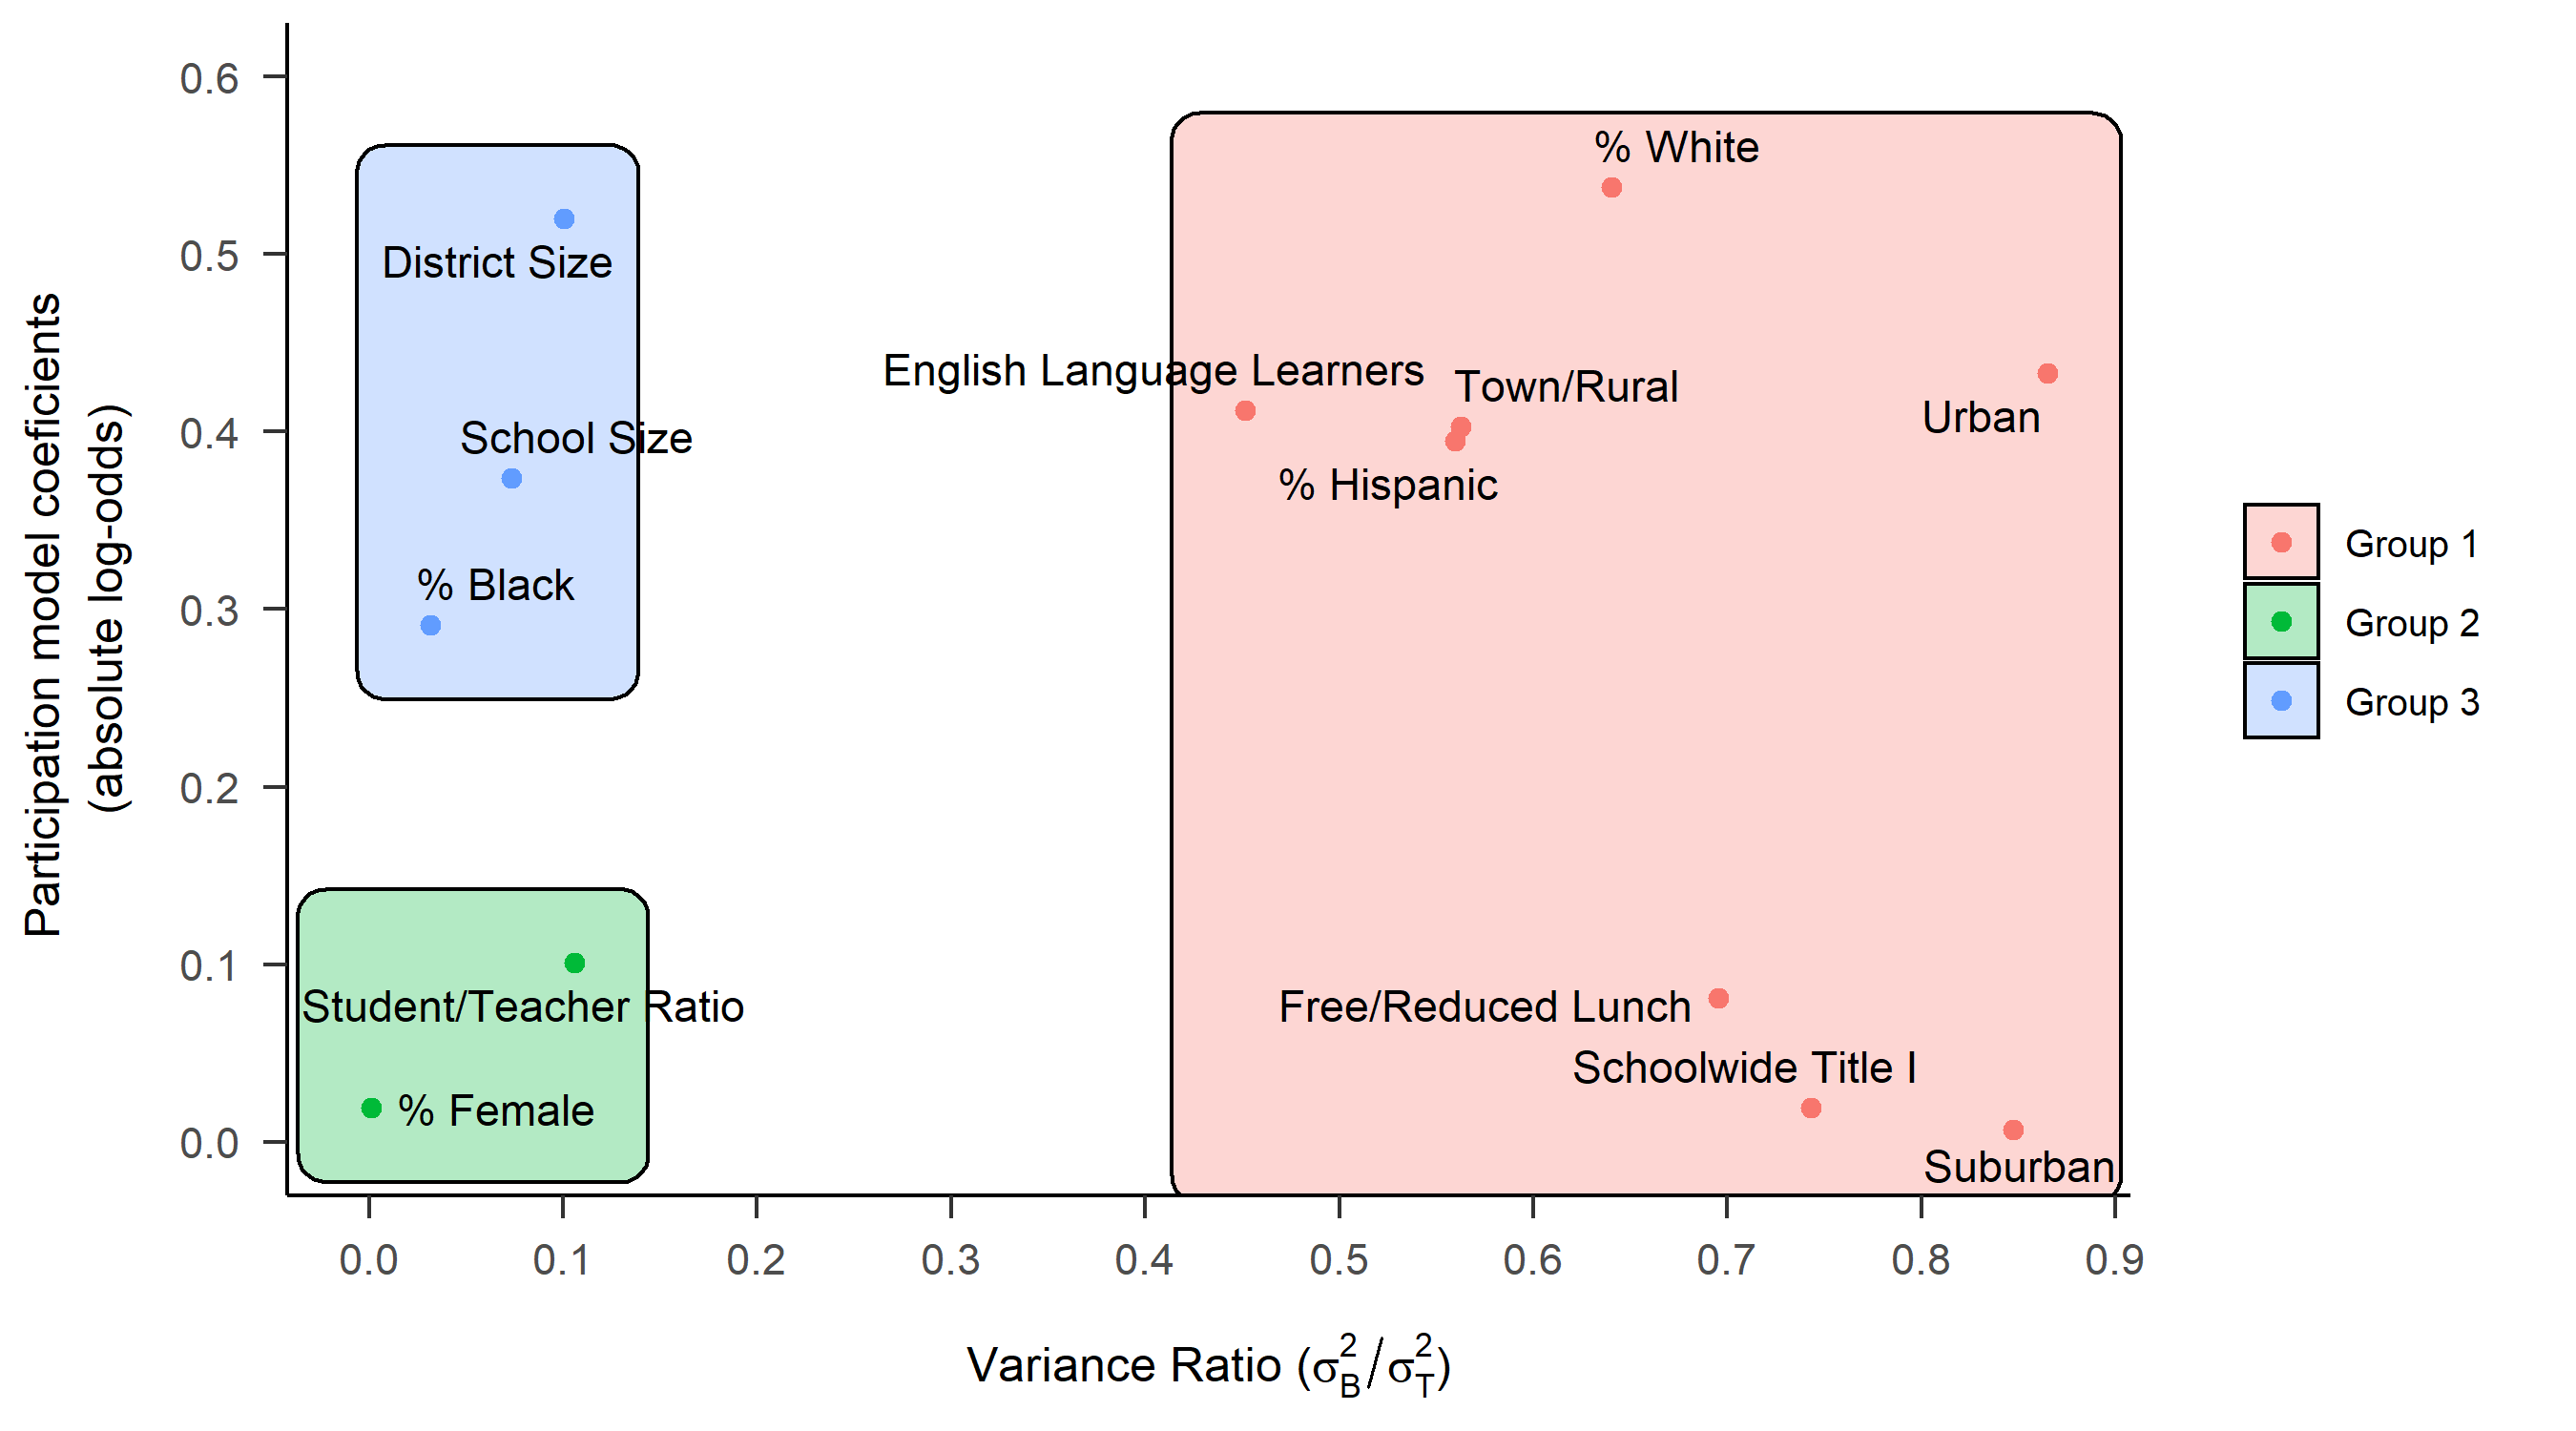 0.6
0.5
0.4
0.3
0.2
0.1
0.0
Participation model coeficients
(absolute log-odds)
% White
District Size
English Language Learners
Town/Rural
Urban
School Size
% Hispanic
% Black
Student/Teacher Ratio
Free/Reduced Lunch
Schoolwide Title I
% Female
Suburban
0.0 0.1 0.2 0.3 0.4 0.5 0.6 0.7 0.8 0.9
Variance Ratio (σ²_B/σ²_T)
Group 1
Group 2
Group 3